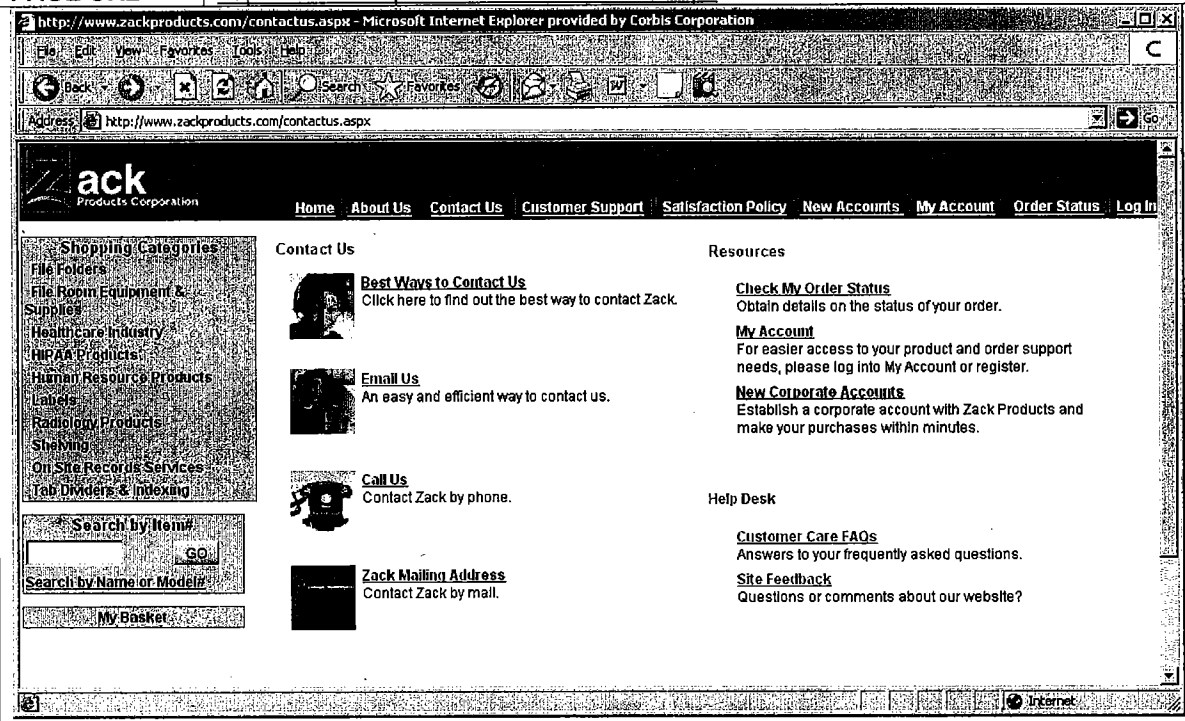 http://www.zackproducts.com/contactus.aspx - Microsoft Internet Explorer provided by Corbis Corporation
File Edit View Favorites Tools Help
Back Search Favorites
Address http://www.zackproducts.com/contactus.aspx Go
Zack
Products Corporation
Home About Us Contact Us Customer Support Satisfaction Policy New Accounts My Account Order Status Log In
Shopping Categories
File Folders
File Room Equipment &
Supplies
Healthcare Industry
HIPAA Products
Human Resource Products
Labels
Radiology Products
Shelving
On Site Records Services
Tab Dividers & Indexing
Search by Item#
GO
Search by Name or Model#
My Basket
Contact Us
Best Ways to Contact Us
Click here to find out the best way to contact Zack.
Email Us
An easy and efficient way to contact us.
Call Us
Contact Zack by phone.
Zack Mailing Address
Contact Zack by mail.
Resources
Check My Order Status
Obtain details on the status of your order.
My Account
For easier access to your product and order support
needs, please log into My Account or register.
New Corporate Accounts
Establish a corporate account with Zack Products and
make your purchases within minutes.
Help Desk
Customer Care FAQs
Answers to your frequently asked questions.
Site Feedback
Questions or comments about our website?
Internet